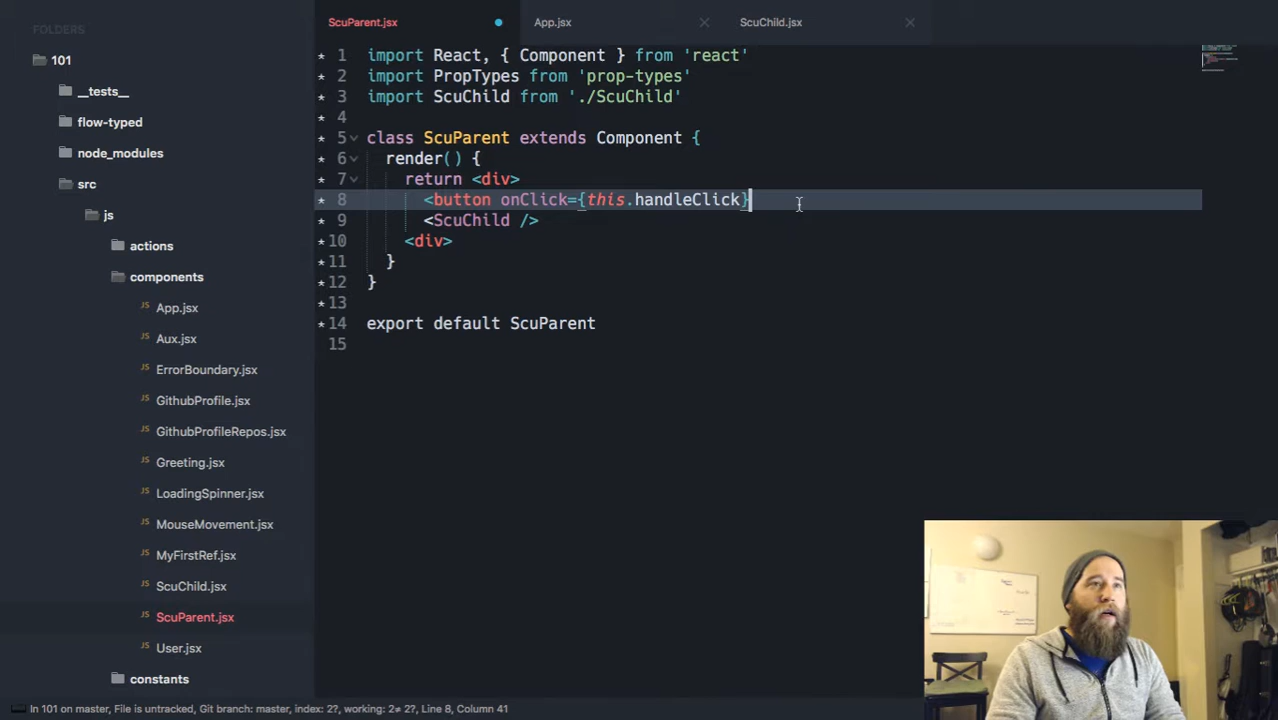 FOLDERS
101
__tests__
flow-typed
node_modules
src
js
actions
components
App.jsx
Aux.jsx
ErrorBoundary.jsx
GithubProfile.jsx
GithubProfileRepos.jsx
Greeting.jsx
LoadingSpinner.jsx
MouseMovement.jsx
MyFirstRef.jsx
ScuChild.jsx
ScuParent.jsx
User.jsx
constants
ScuParent.jsx
App.jsx
ScuChild.jsx
1 import React, { Component } from 'react'
2 import PropTypes from 'prop-types'
3 import ScuChild from './ScuChild'
4
5 class ScuParent extends Component {
6 render() {
7 return <div>
8 <button onClick={this.handleClick}
9 <ScuChild />
10 <div>
11 }
12 }
13
14 export default ScuParent
15
In 101 on master, File is untracked, Git branch: master, index: 2?, working: 2≠ 2?, Line 8, Column 41